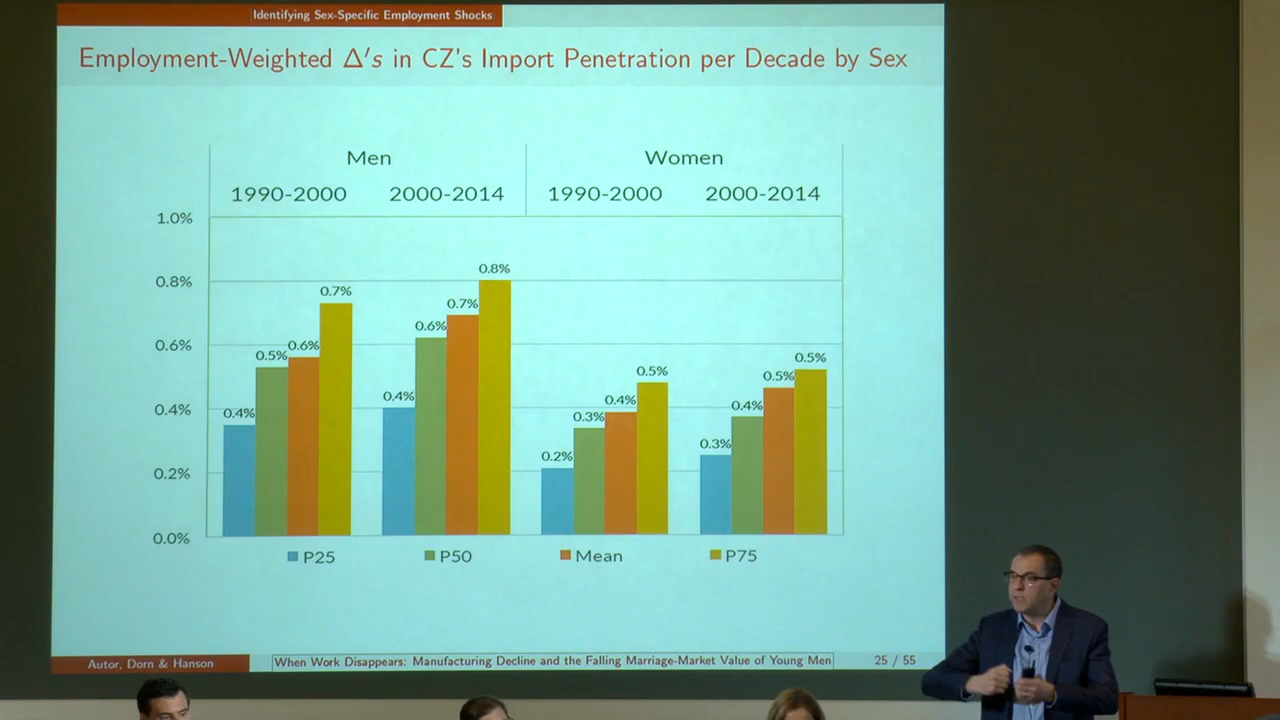 Identifying Sex-Specific Employment Shocks
Employment-Weighted Δ's in CZ's Import Penetration per Decade by Sex
Men Women
1990-2000 2000-2014 1990-2000 2000-2014
1.0%
0.8%
0.6%
0.4%
0.2%
0.0%
0.4% 0.5% 0.6% 0.7%
0.4% 0.6% 0.7% 0.8%
0.2% 0.3% 0.4% 0.5%
0.3% 0.4% 0.5% 0.5%
P25 P50 Mean P75
Autor, Dorn & Hanson When Work Disappears: Manufacturing Decline and the Falling Marriage-Market Value of Young Men 25 / 55